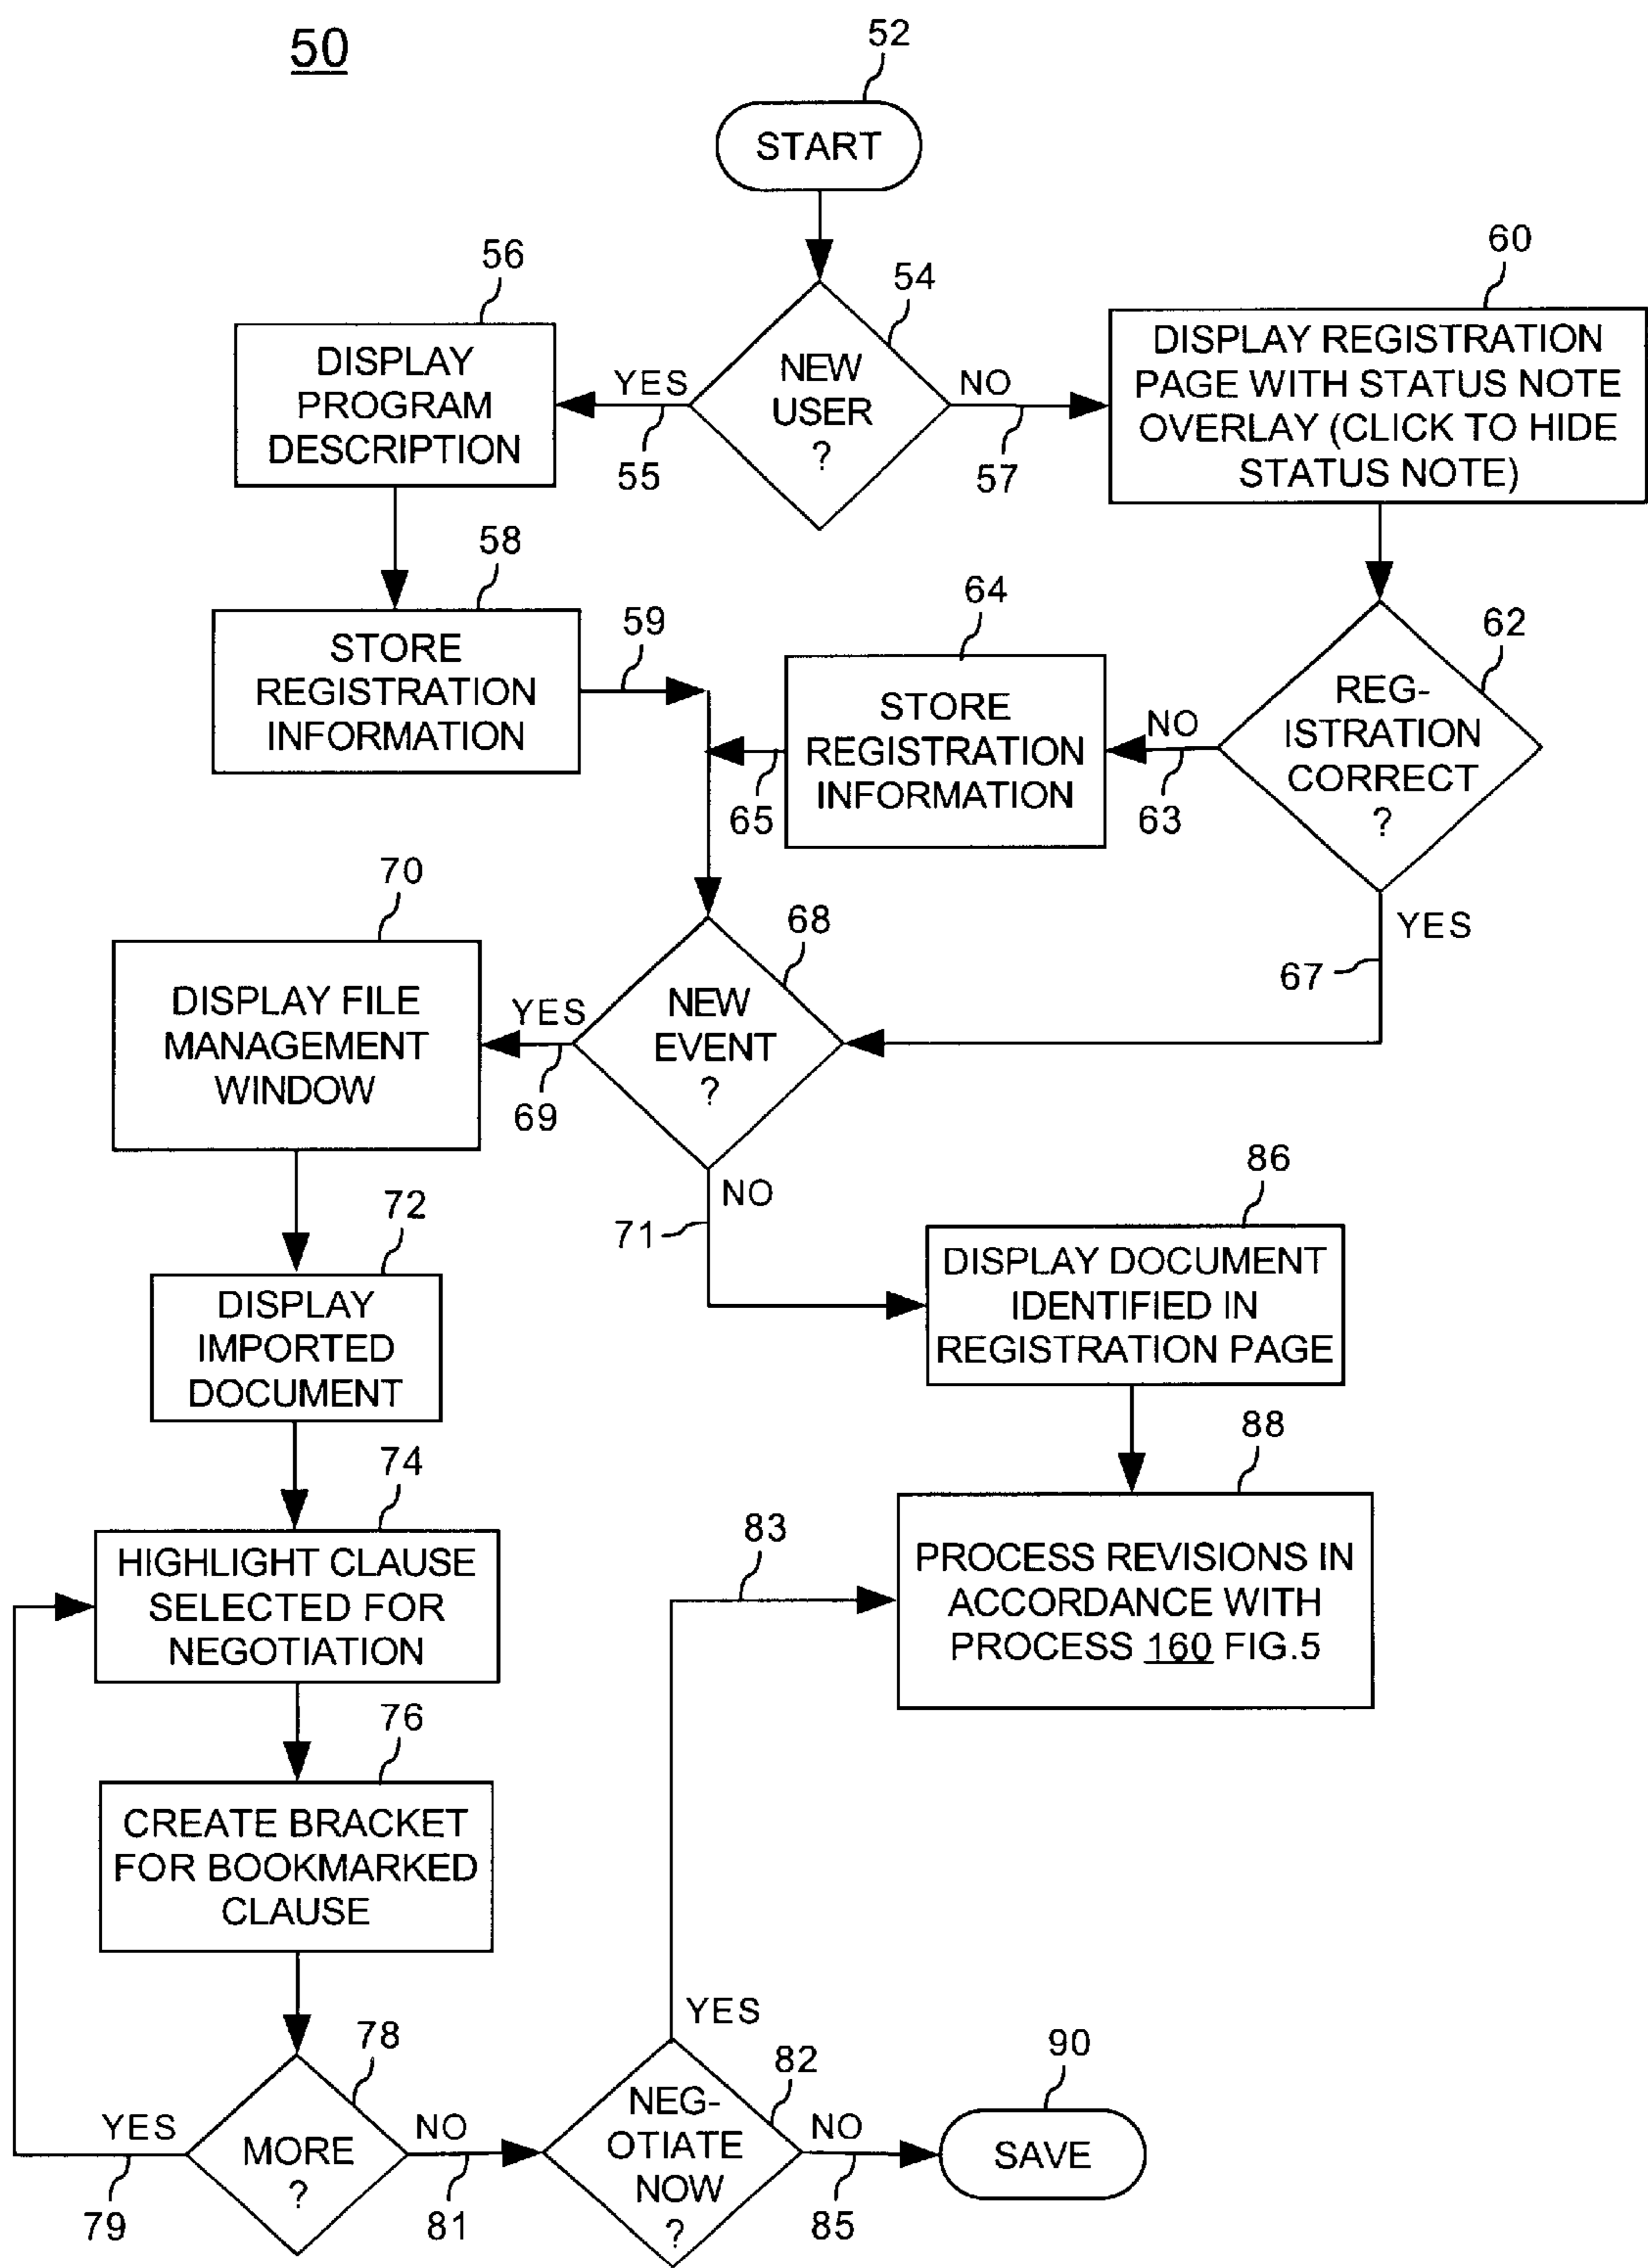 50
52
START
56
54
60
DISPLAY
PROGRAM
DESCRIPTION
YES
55
NEW
USER
?
NO
57
DISPLAY REGISTRATION
PAGE WITH STATUS NOTE
OVERLAY (CLICK TO HIDE
STATUS NOTE)
58
STORE
REGISTRATION
INFORMATION
59
64
STORE
REGISTRATION
INFORMATION
65
NO
63
62
REG-
ISTRATION
CORRECT
?
YES
67
70
DISPLAY FILE
MANAGEMENT
WINDOW
YES
69
68
NEW
EVENT
?
NO
71
86
DISPLAY DOCUMENT
IDENTIFIED IN
REGISTRATION PAGE
72
DISPLAY
IMPORTED
DOCUMENT
88
PROCESS REVISIONS IN
ACCORDANCE WITH
PROCESS 160 FIG.5
74
HIGHLIGHT CLAUSE
SELECTED FOR
NEGOTIATION
83
76
CREATE BRACKET
FOR BOOKMARKED
CLAUSE
78
MORE
?
YES
79
NO
81
YES
82
NEG-
OTIATE
NOW
?
NO
85
90
SAVE